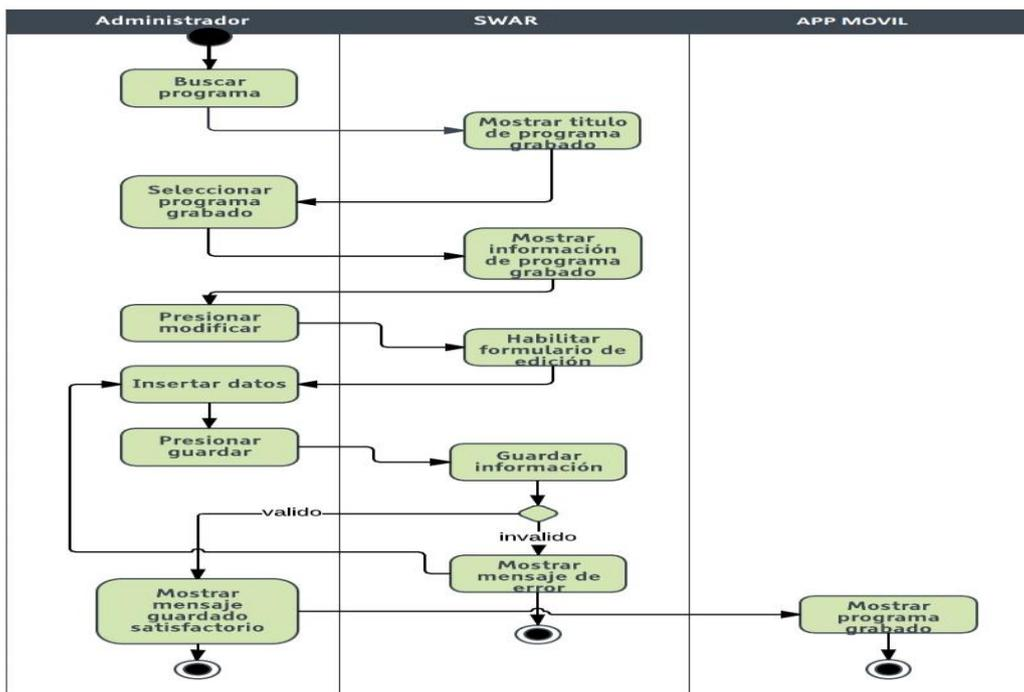 Administrador
SWAR
APP MOVIL
Buscar
programa
Mostrar titulo
de programa
grabado
Seleccionar
programa
grabado
Mostrar
información
de programa
grabado
Presionar
modificar
Habilitar
formulario de
edición
Insertar datos
Presionar
guardar
Guardar
información
valido
invalido
Mostrar
mensaje de
error
Mostrar
mensaje
guardado
satisfactorio
Mostrar
programa
grabado